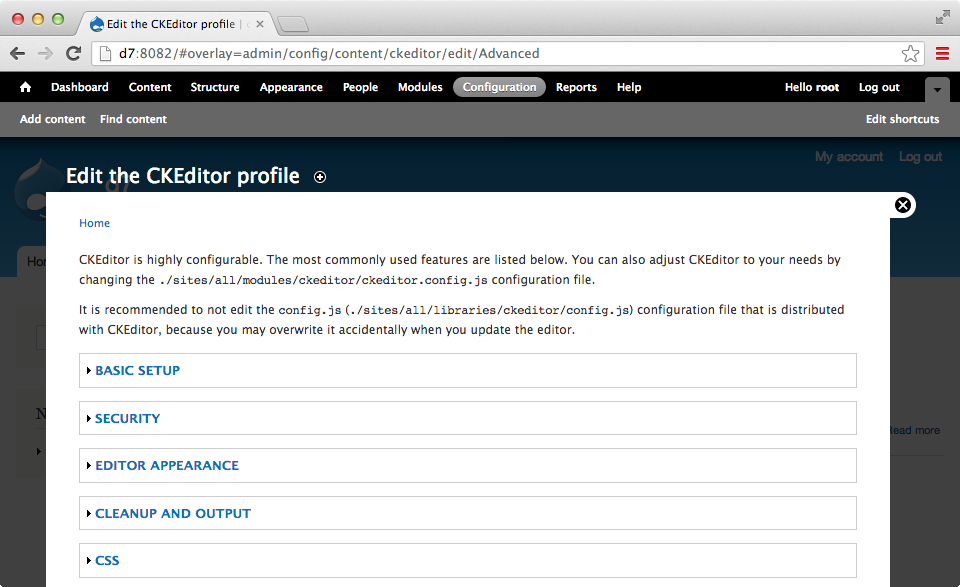 Edit the CKEditor profile |
d7:8082/#overlay=admin/config/content/ckeditor/edit/Advanced
Dashboard Content Structure Appearance People Modules Configuration Reports Help Hello root Log out
Add content Find content Edit shortcuts
My account Log out
Edit the CKEditor profile
Home
CKEditor is highly configurable. The most commonly used features are listed below. You can also adjust CKEditor to your needs by
changing the ./sites/all/modules/ckeditor/ckeditor.config.js configuration file.
It is recommended to not edit the config.js (./sites/all/libraries/ckeditor/config.js) configuration file that is distributed
with CKEditor, because you may overwrite it accidentally when you update the editor.
BASIC SETUP
SECURITY
Read more
EDITOR APPEARANCE
CLEANUP AND OUTPUT
CSS